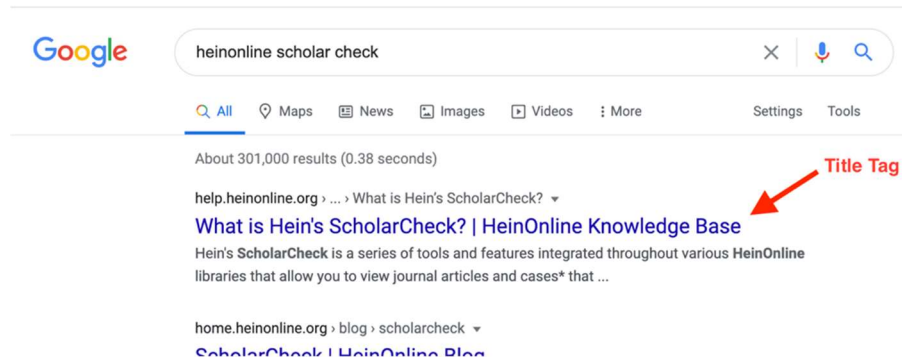 Google
heinonline scholar check
All Maps News Images Videos More Settings Tools
About 301,000 results (0.38 seconds)
Title Tag
help.heinonline.org › ... › What is Hein's ScholarCheck?
What is Hein's ScholarCheck? | HeinOnline Knowledge Base
Hein's ScholarCheck is a series of tools and features integrated throughout various HeinOnline
libraries that allow you to view journal articles and cases* that ...
home.heinonline.org › blog › scholarcheck
ScholarCheck | HeinOnline Blog